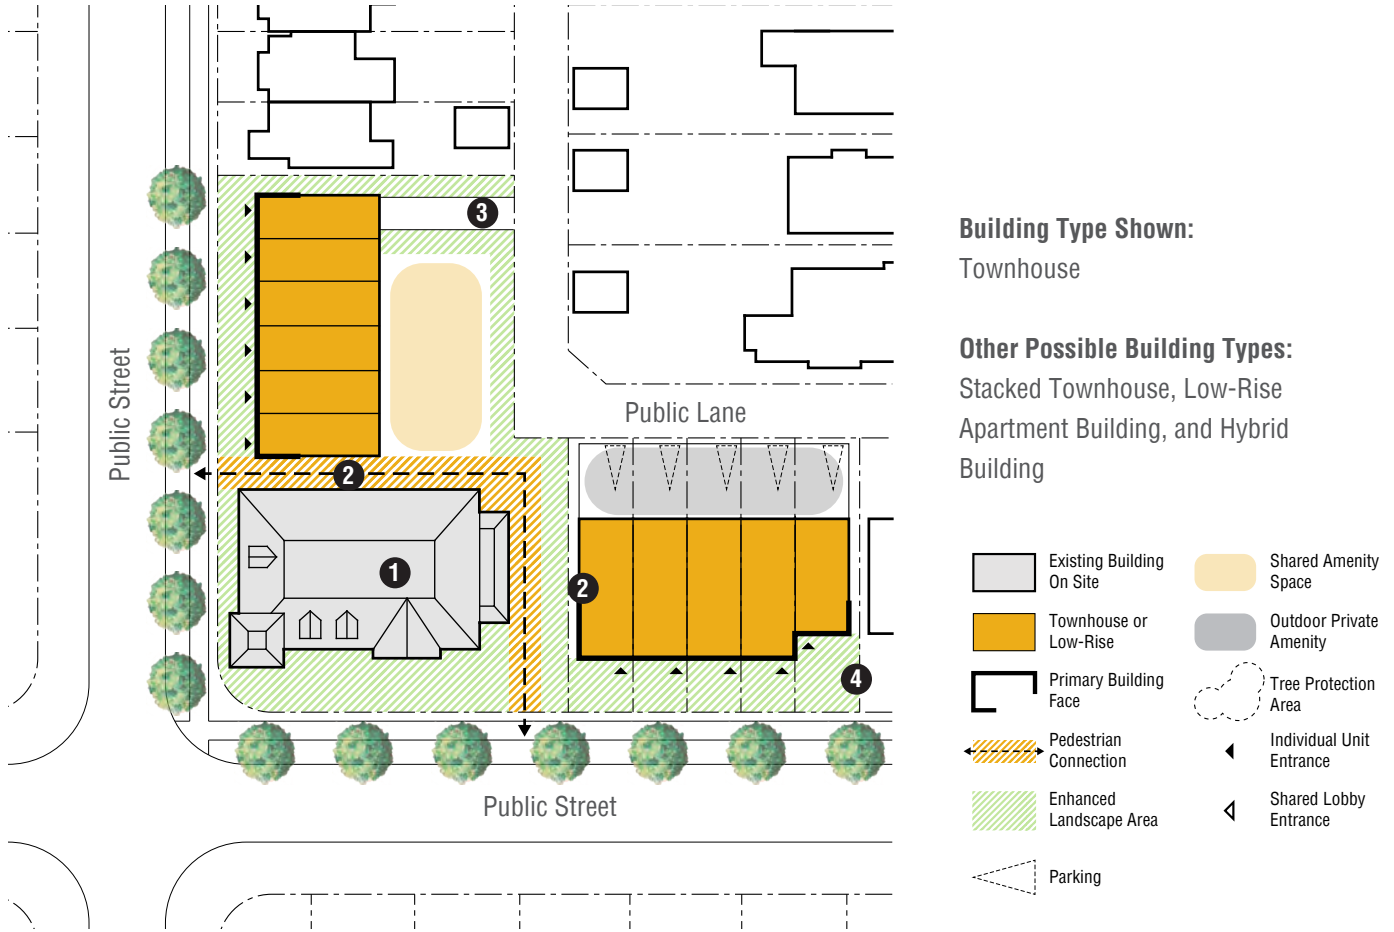 Public Street
Public Lane
Public Street
1
2
2
3
4
Building Type Shown:
Townhouse
Other Possible Building Types:
Stacked Townhouse, Low-Rise
Apartment Building, and Hybrid
Building
Existing Building
On Site
Townhouse or
Low-Rise
Primary Building
Face
Pedestrian
Connection
Enhanced
Landscape Area
Parking
Shared Amenity
Space
Outdoor Private
Amenity
Tree Protection
Area
Individual Unit
Entrance
Shared Lobby
Entrance